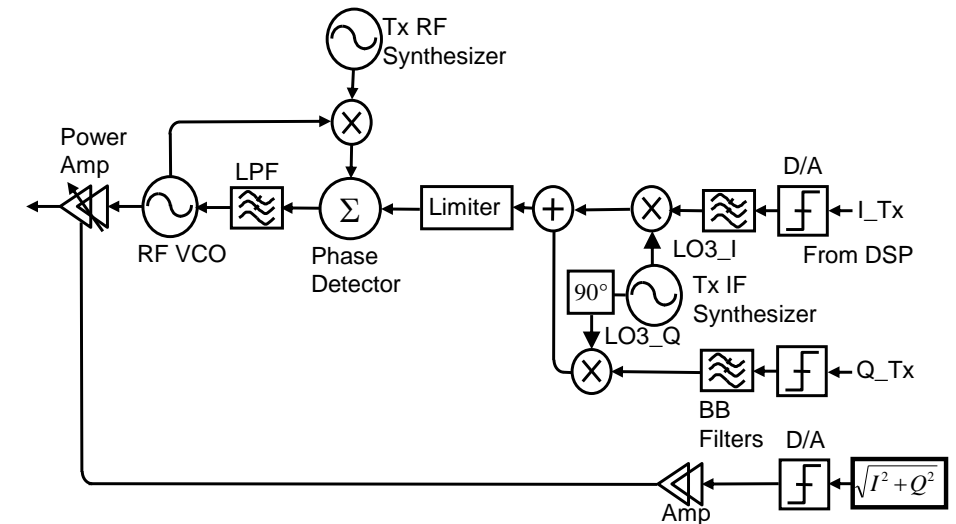 Tx RF
Synthesizer
Power
Amp
LPF
D/A
Σ
Limiter
I_Tx
RF VCO
Phase
Detector
LO3_I
From DSP
90°
Tx IF
Synthesizer
LO3_Q
Q_Tx
BB
Filters
D/A
√I² + Q²
Amp